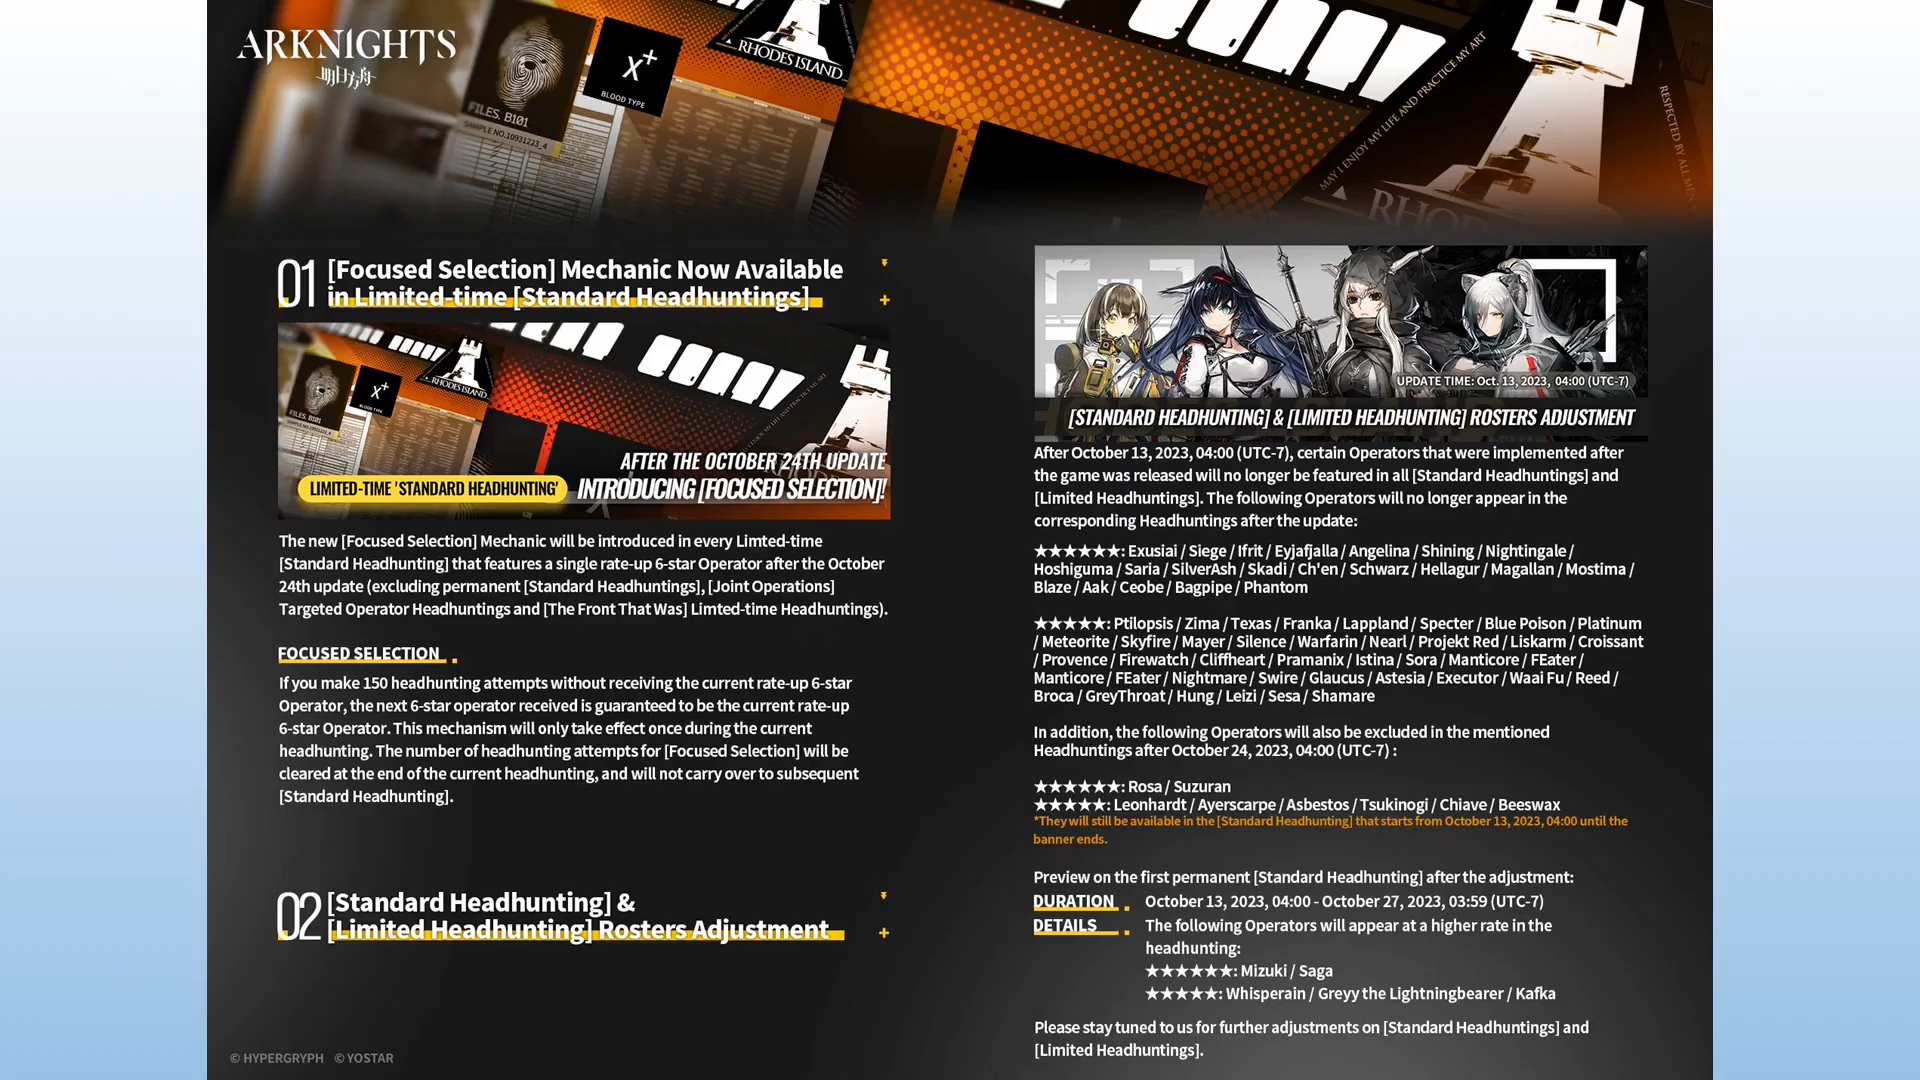 ARKNIGHTS
明日方舟
FILES. B101
SAMPLE NO.10931223_4
X+
BLOOD TYPE
RHODES ISLAND
MAY I ENJOY MY LIFE AND PRACTICE MY ART
RESPECTED BY ALL MEN
01 [Focused Selection] Mechanic Now Available
in Limited-time [Standard Headhuntings]
FILES. B101
X+
BLOOD TYPE
RHODES ISLAND
AFTER THE OCTOBER 24TH UPDATE
LIMITED-TIME 'STANDARD HEADHUNTING'
INTRODUCING [FOCUSED SELECTION]!
The new [Focused Selection] Mechanic will be introduced in every Limted-time
[Standard Headhunting] that features a single rate-up 6-star Operator after the October
24th update (excluding permanent [Standard Headhuntings], [Joint Operations]
Targeted Operator Headhuntings and [The Front That Was] Limted-time Headhuntings).
FOCUSED SELECTION
If you make 150 headhunting attempts without receiving the current rate-up 6-star
Operator, the next 6-star operator received is guaranteed to be the current rate-up
6-star Operator. This mechanism will only take effect once during the current
headhunting. The number of headhunting attempts for [Focused Selection] will be
cleared at the end of the current headhunting, and will not carry over to subsequent
[Standard Headhunting].
02 [Standard Headhunting] &
[Limited Headhunting] Rosters Adjustment
© HYPERGRYPH © YOSTAR
UPDATE TIME: Oct. 13, 2023, 04:00 (UTC-7)
[STANDARD HEADHUNTING] & [LIMITED HEADHUNTING] ROSTERS ADJUSTMENT
After October 13, 2023, 04:00 (UTC-7), certain Operators that were implemented after
the game was released will no longer be featured in all [Standard Headhuntings] and
[Limited Headhuntings]. The following Operators will no longer appear in the
corresponding Headhuntings after the update:
★★★★★★: Exusiai / Siege / Ifrit / Eyjafjalla / Angelina / Shining / Nightingale /
Hoshiguma / Saria / SilverAsh / Skadi / Ch'en / Schwarz / Hellagur / Magallan / Mostima /
Blaze / Aak / Ceobe / Bagpipe / Phantom
★★★★★: Ptilopsis / Zima / Texas / Franka / Lappland / Specter / Blue Poison / Platinum
/ Meteorite / Skyfire / Mayer / Silence / Warfarin / Nearl / Projekt Red / Liskarm / Croissant
/ Provence / Firewatch / Cliffheart / Pramanix / Istina / Sora / Manticore / FEater /
Manticore / FEater / Nightmare / Swire / Glaucus / Astesia / Executor / Waai Fu / Reed /
Broca / GreyThroat / Hung / Leizi / Sesa / Shamare
In addition, the following Operators will also be excluded in the mentioned
Headhuntings after October 24, 2023, 04:00 (UTC-7) :
★★★★★★: Rosa / Suzuran
★★★★★: Leonhardt / Ayerscarpe / Asbestos / Tsukinogi / Chiave / Beeswax
*They will still be available in the [Standard Headhunting] that starts from October 13, 2023, 04:00 until the
banner ends.
Preview on the first permanent [Standard Headhunting] after the adjustment:
DURATION October 13, 2023, 04:00 - October 27, 2023, 03:59 (UTC-7)
DETAILS The following Operators will appear at a higher rate in the
headhunting:
★★★★★★: Mizuki / Saga
★★★★★: Whisperain / Greyy the Lightningbearer / Kafka
Please stay tuned to us for further adjustments on [Standard Headhuntings] and
[Limited Headhuntings].